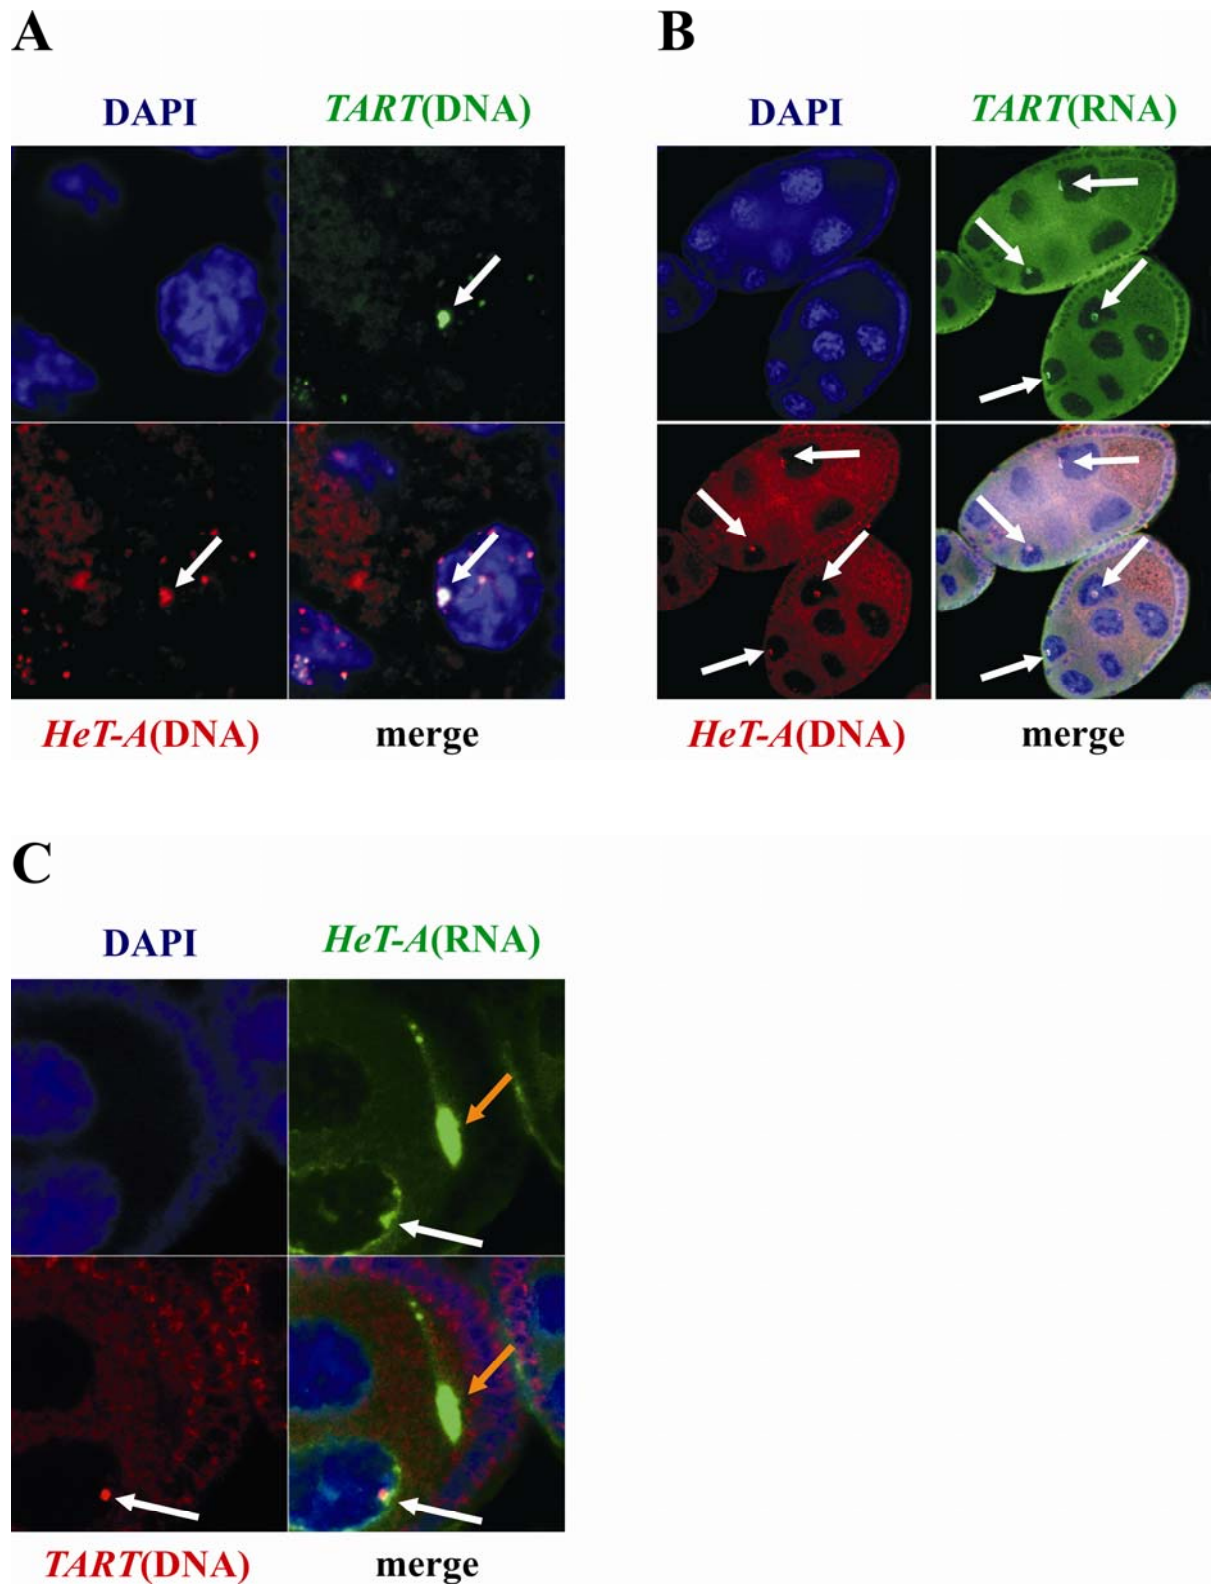 A
DAPI
TART(DNA)
HeT-A(DNA)
merge
B
DAPI
TART(RNA)
HeT-A(DNA)
merge
C
DAPI
HeT-A(RNA)
TART(DNA)
merge